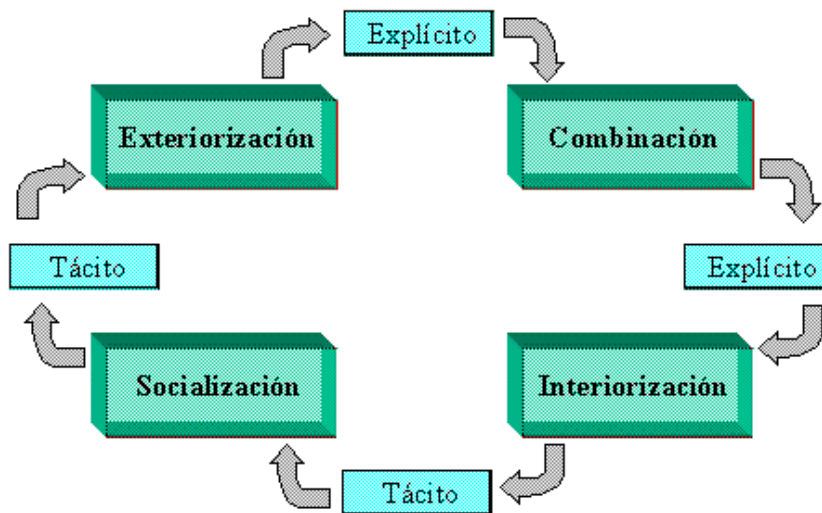 Explícito
Exteriorización
Combinación
Tácito
Explícito
Socialización
Interiorización
Tácito